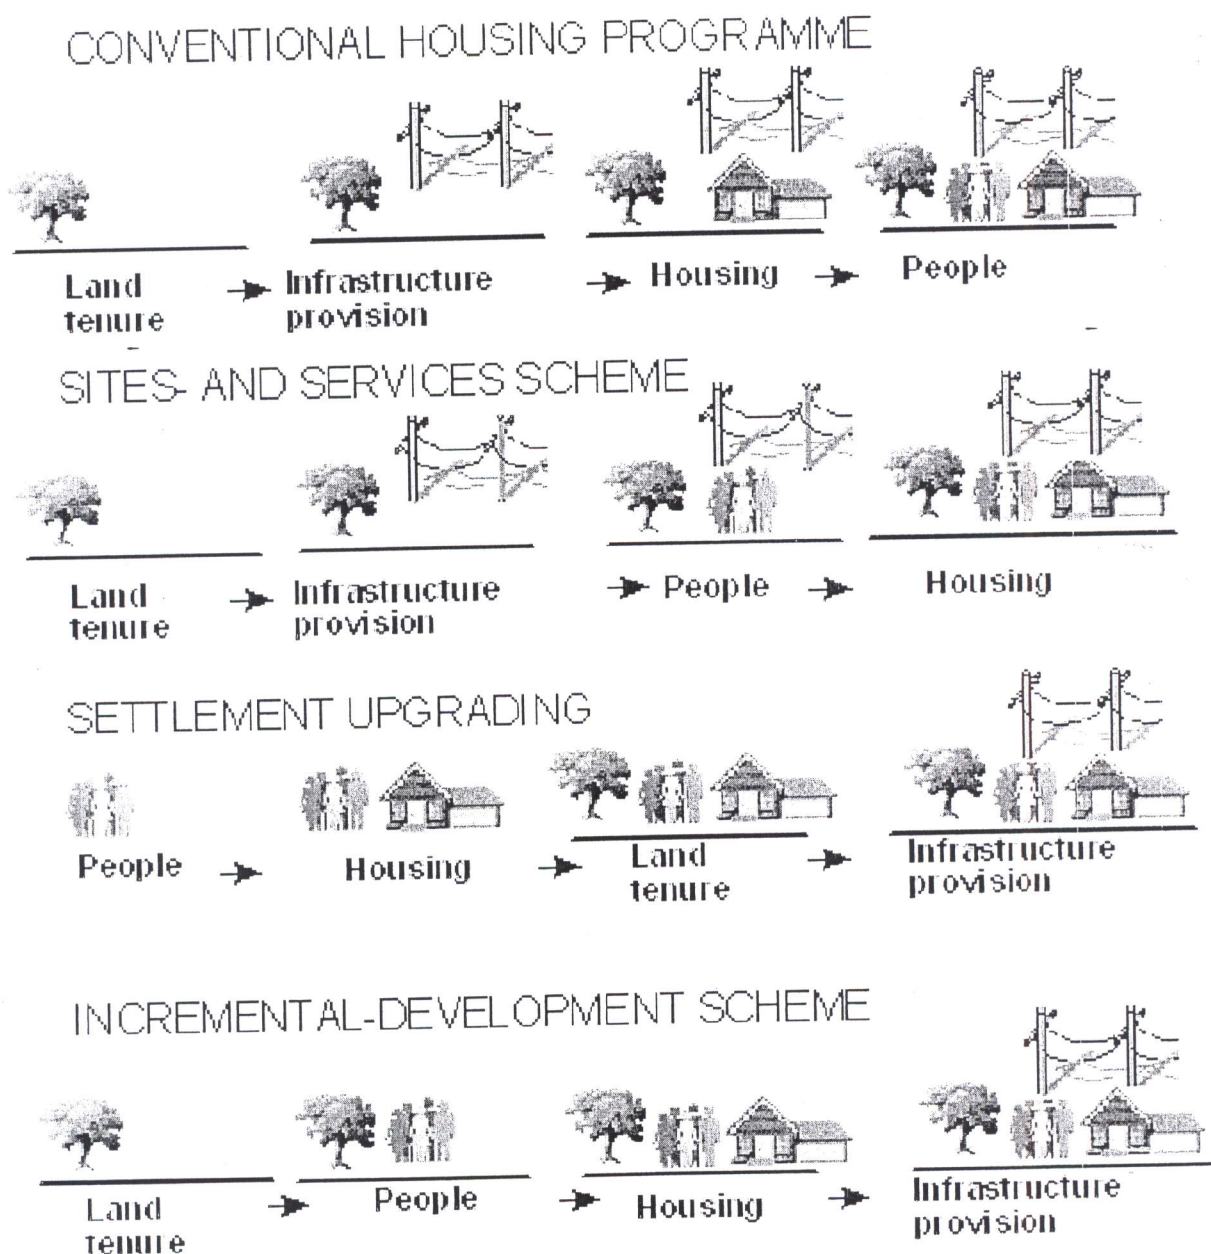 CONVENTIONAL HOUSING PROGRAMME
Land
tenure
Infrastructure
provision
Housing
People
SITES- AND SERVICES SCHEME
Land
tenure
Infrastructure
provision
People
Housing
SETTLEMENT UPGRADING
People
Housing
Land
tenure
Infrastructure
provision
INCREMENTAL-DEVELOPMENT SCHEME
Land
tenure
People
Housing
Infrastructure
provision